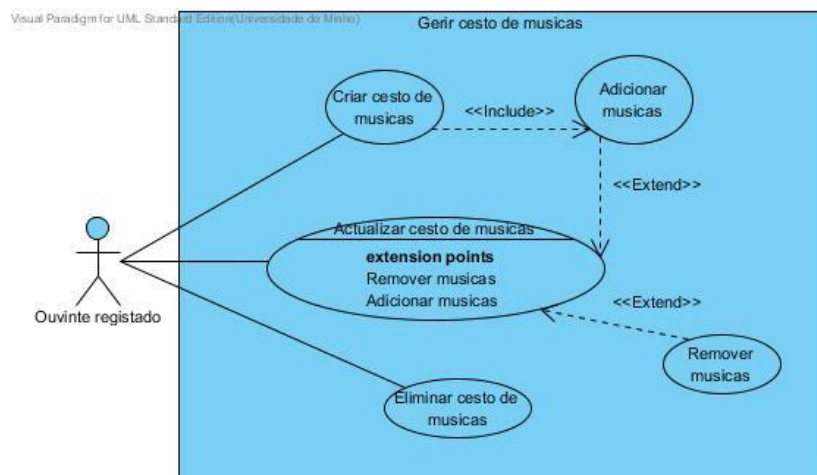 Visual Paradigm for UML Standard Edition(Universidade do Minho)
Gerir cesto de musicas
Criar cesto de
musicas
<<Include>>
Adicionar
musicas
<<Extend>>
Actualizar cesto de musicas
extension points
Remover musicas
Adicionar musicas
<<Extend>>
Ouvinte registado
Remover
musicas
Eliminar cesto de
musicas